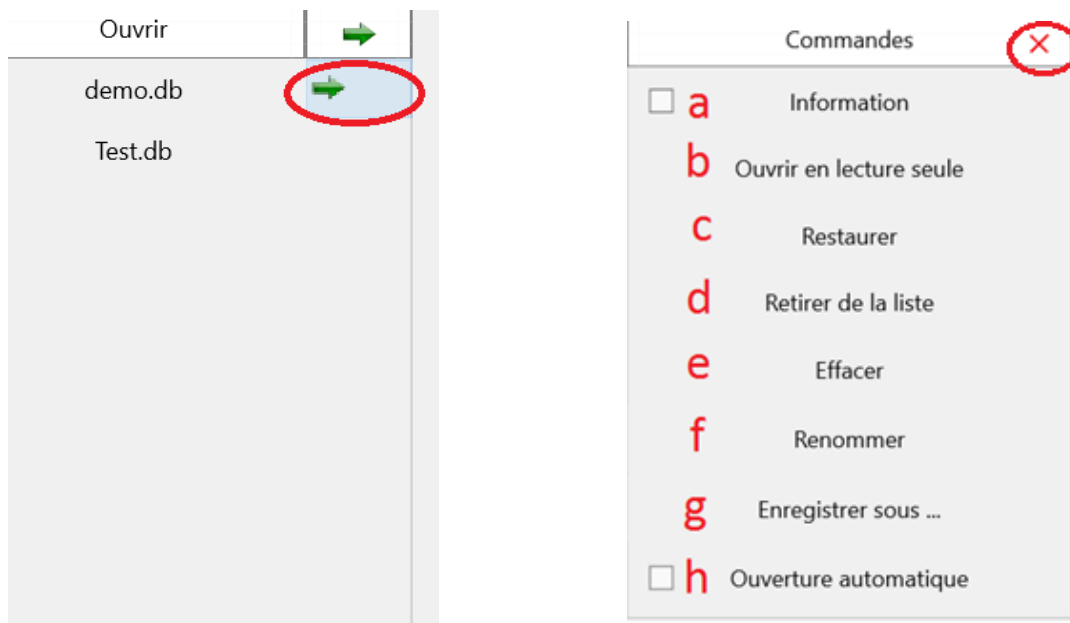 Ouvrir
demo.db
Test.db
Commandes
a Information
b Ouvrir en lecture seule
c Restaurer
d Retirer de la liste
e Effacer
f Renommer
g Enregistrer sous ...
h Ouverture automatique